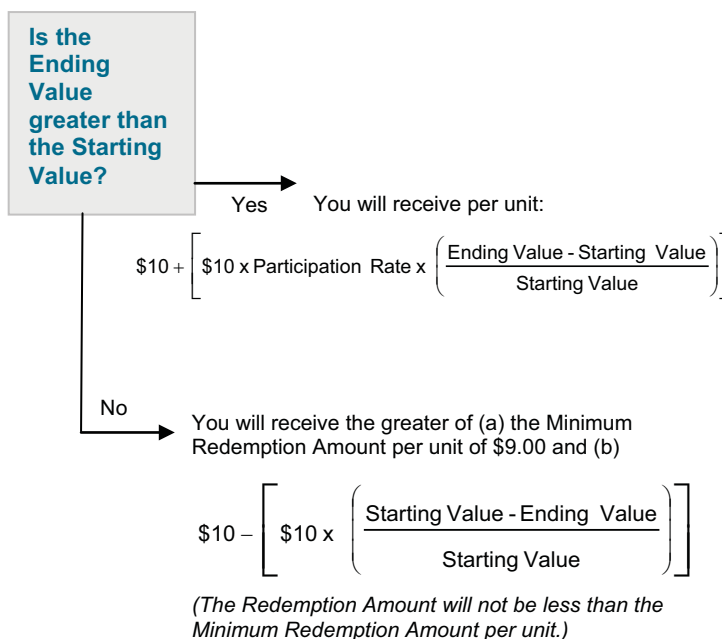 Is the
Ending
Value
greater than
the Starting
Value?
Yes
You will receive per unit:
$10 + [ $10 x Participation Rate x ( Ending Value - Starting Value
Starting Value ) ]
No
You will receive the greater of (a) the Minimum
Redemption Amount per unit of $9.00 and (b)
$10 – [ $10 x ( Starting Value - Ending Value
Starting Value ) ]
(The Redemption Amount will not be less than the
Minimum Redemption Amount per unit.)